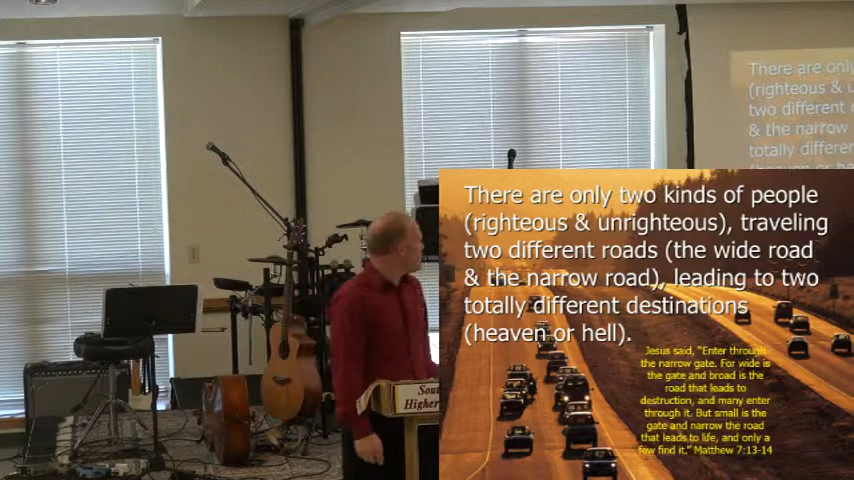 There are only
(righteous &
two different
& the narrow
totally differen
There are only two kinds of people
(righteous & unrighteous), traveling
two different roads (the wide road
& the narrow road), leading to two
totally different destinations
(heaven or hell).
Jesus said, "Enter through
the narrow gate. For wide is
the gate and broad is the
road that leads to
destruction, and many enter
through it. But small is the
gate and narrow the road
that leads to life, and only a
few find it." Matthew 7:13-14
Sout
Higher